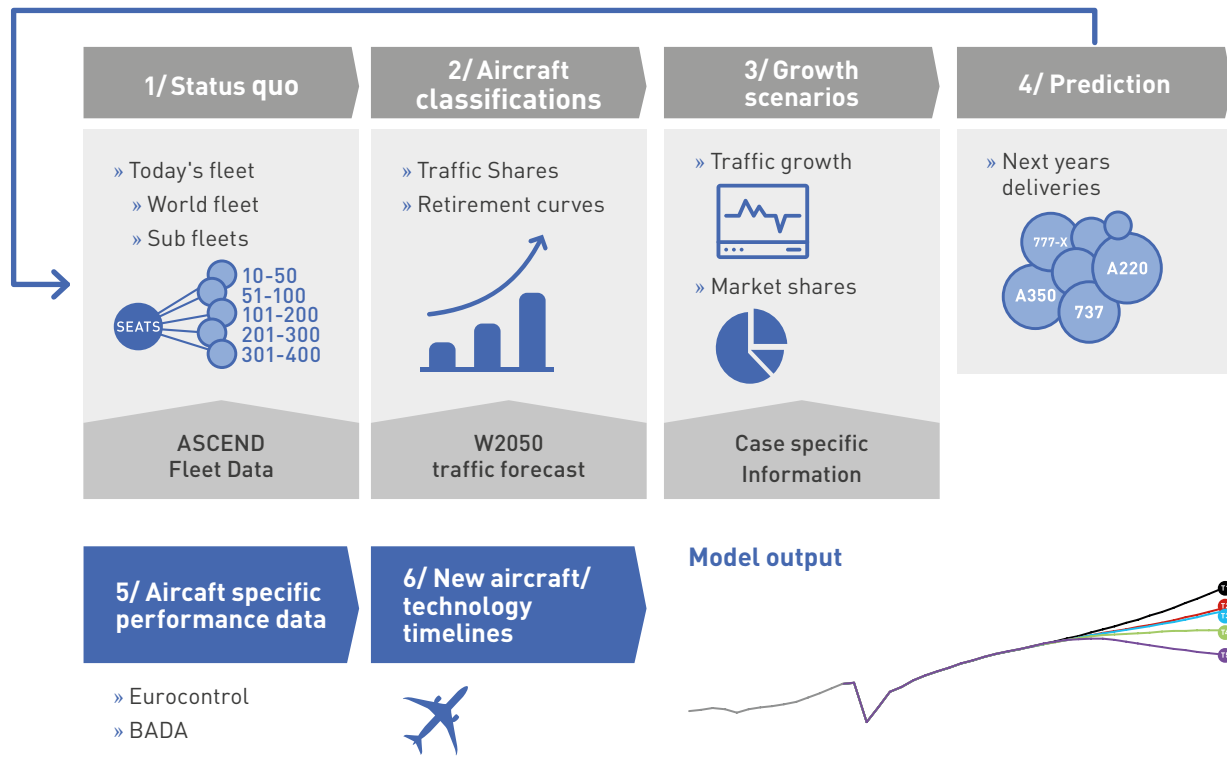 1/ Status quo
2/ Aircraft
classifications
3/ Growth
scenarios
4/ Prediction
» Today's fleet
» World fleet
» Sub fleets
SEATS
10-50
51-100
101-200
201-300
301-400
» Traffic Shares
» Retirement curves
» Traffic growth
» Market shares
» Next years
deliveries
777-X
A220
A350
737
ASCEND
Fleet Data
W2050
traffic forecast
Case specific
Information
5/ Aircaft specific
performance data
6/ New aircraft/
technology
timelines
» Eurocontrol
» BADA
Model output